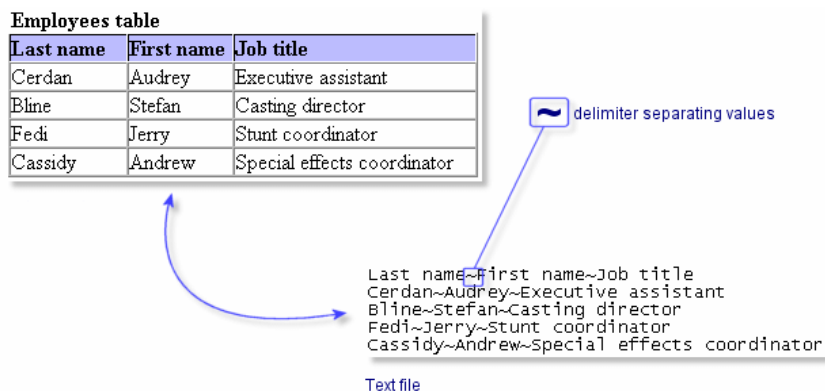 Employees table
Last name First name Job title
Cerdan Audrey Executive assistant
Bline Stefan Casting director
Fedi Jerry Stunt coordinator
Cassidy Andrew Special effects coordinator
~ delimiter separating values
Last name~First name~Job title
Cerdan~Audrey~Executive assistant
Bline~Stefan~Casting director
Fedi~Jerry~Stunt coordinator
Cassidy~Andrew~Special effects coordinator
Text file